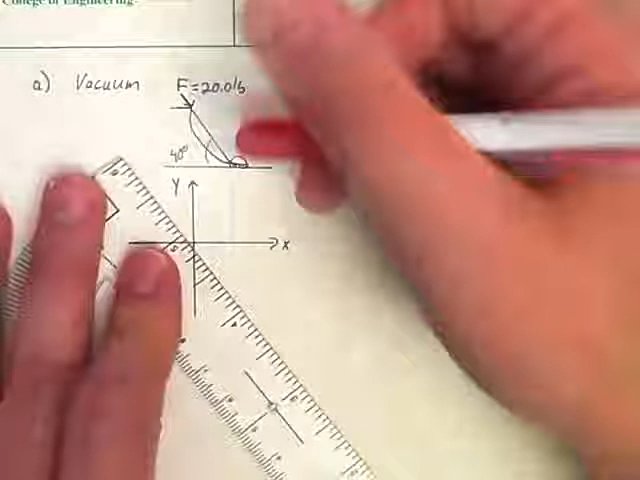 College of Engineering
a) Vacuum F=20.0lb
40°
y
x